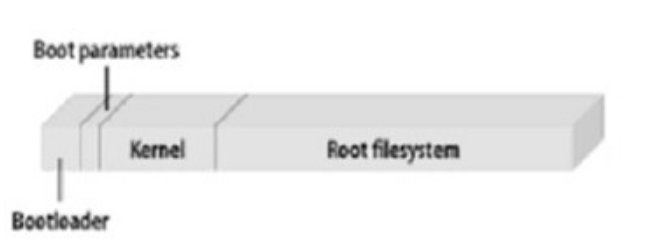 Boot parameters
Kernel
Root filesystem
Bootloader